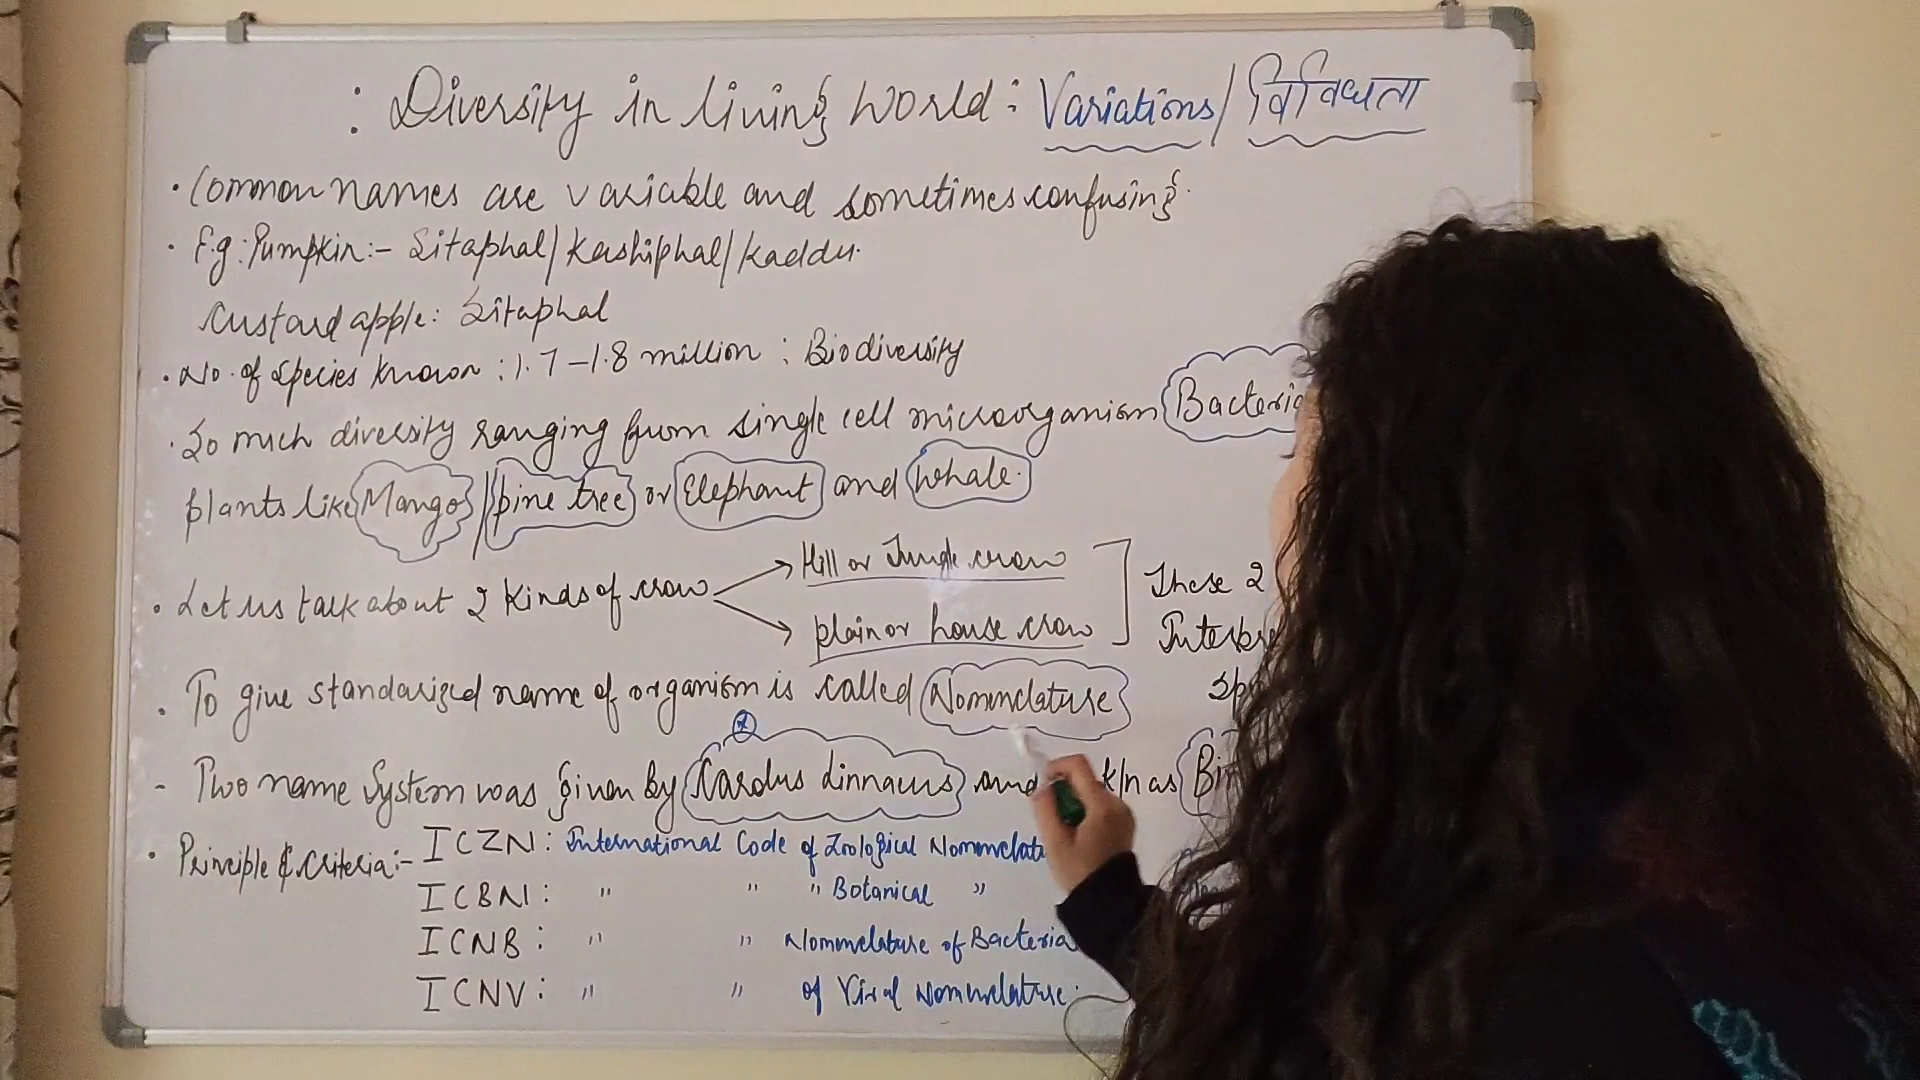 : Diversity in living World : Variations / विविधता
• Common names are variable and sometimes confusing.
• E.g: Pumpkin:- Sitaphal/Kashiphal/Kaddu.
Custard apple: Sitaphal
• No. of species known : 1.7-1.8 million : Biodiversity
• So much diversity ranging from single cell microorganism Bacteria
plants like Mango / pine tree or Elephant and Whale.
• Let us talk about 2 kinds of crow
Hill or Jungle crow
plain or house crow
These 2
• To give standarized name of organism is called Nomenclature
- Two name System was given by Carolus Linnaeus and k/n as
• Principle & Criteria:- ICZN: International Code of Zoological
ICBN: " " " Botanical "
ICNB: " " Nomenclature of Bacteria
ICNV: " " of Viral Nomenclature.